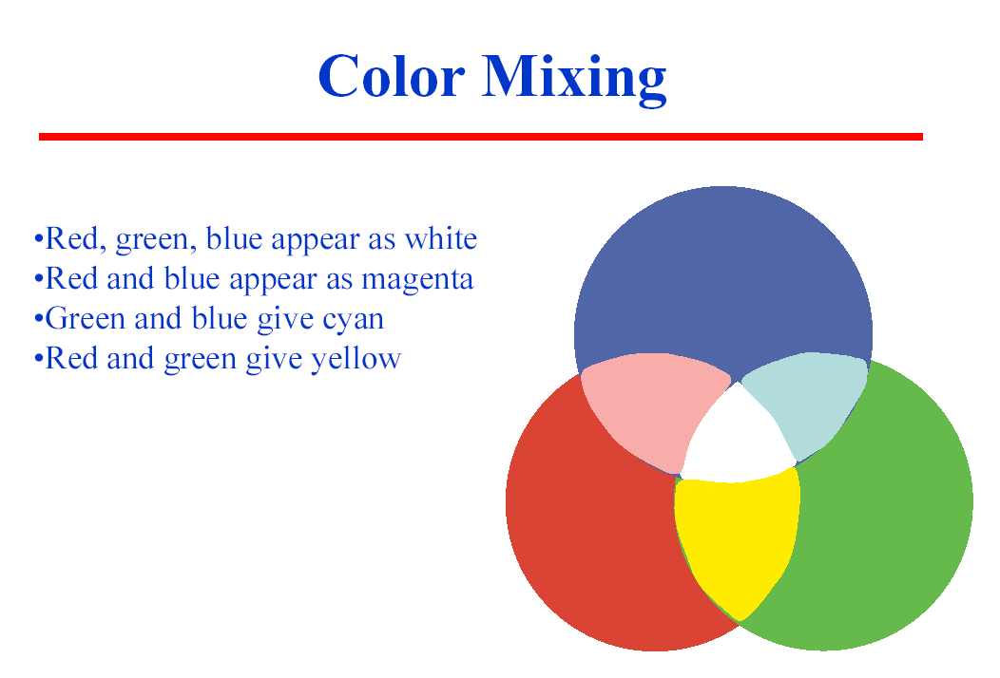 Color Mixing
•Red, green, blue appear as white
•Red and blue appear as magenta
•Green and blue give cyan
•Red and green give yellow